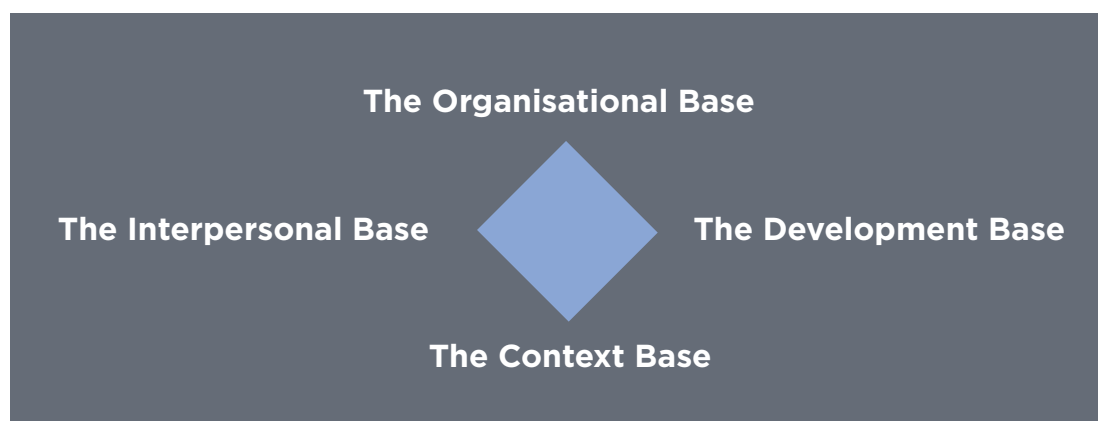 The Organisational Base
The Interpersonal Base
The Development Base
The Context Base